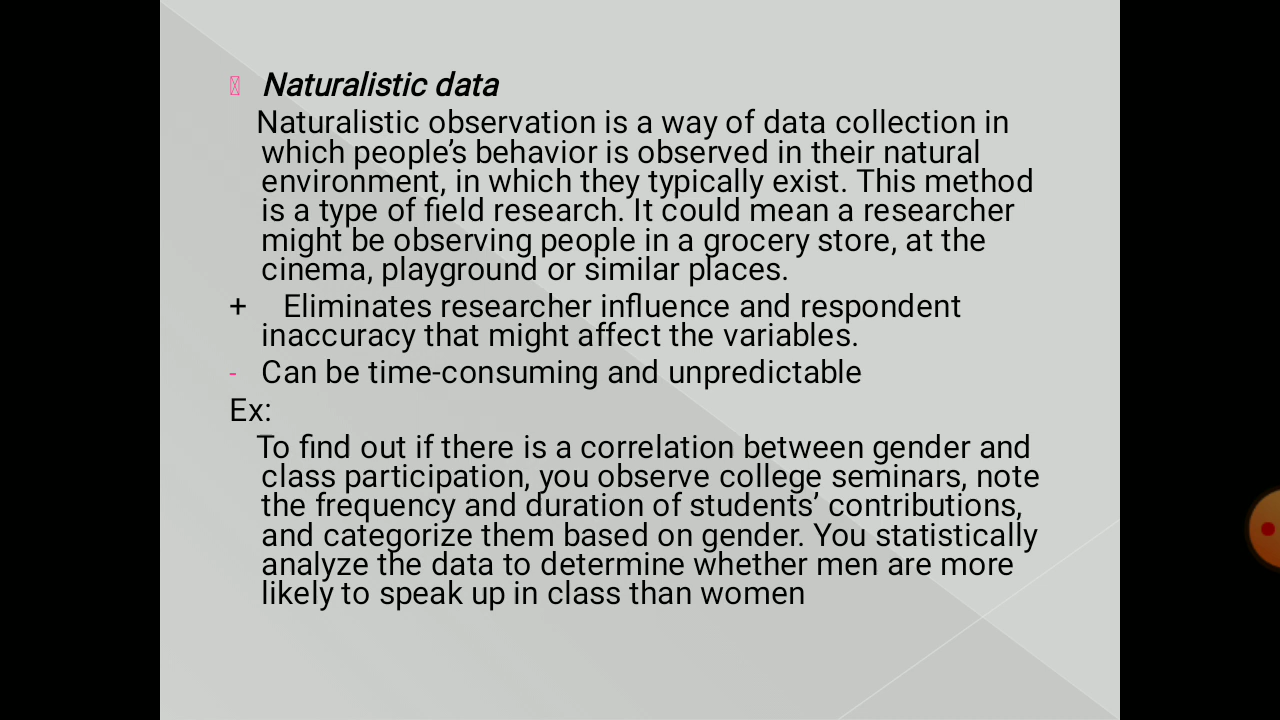 Naturalistic data
Naturalistic observation is a way of data collection in
which people’s behavior is observed in their natural
environment, in which they typically exist. This method
is a type of field research. It could mean a researcher
might be observing people in a grocery store, at the
cinema, playground or similar places.
+ Eliminates researcher influence and respondent
inaccuracy that might affect the variables.
- Can be time-consuming and unpredictable
Ex:
To find out if there is a correlation between gender and
class participation, you observe college seminars, note
the frequency and duration of students’ contributions,
and categorize them based on gender. You statistically
analyze the data to determine whether men are more
likely to speak up in class than women